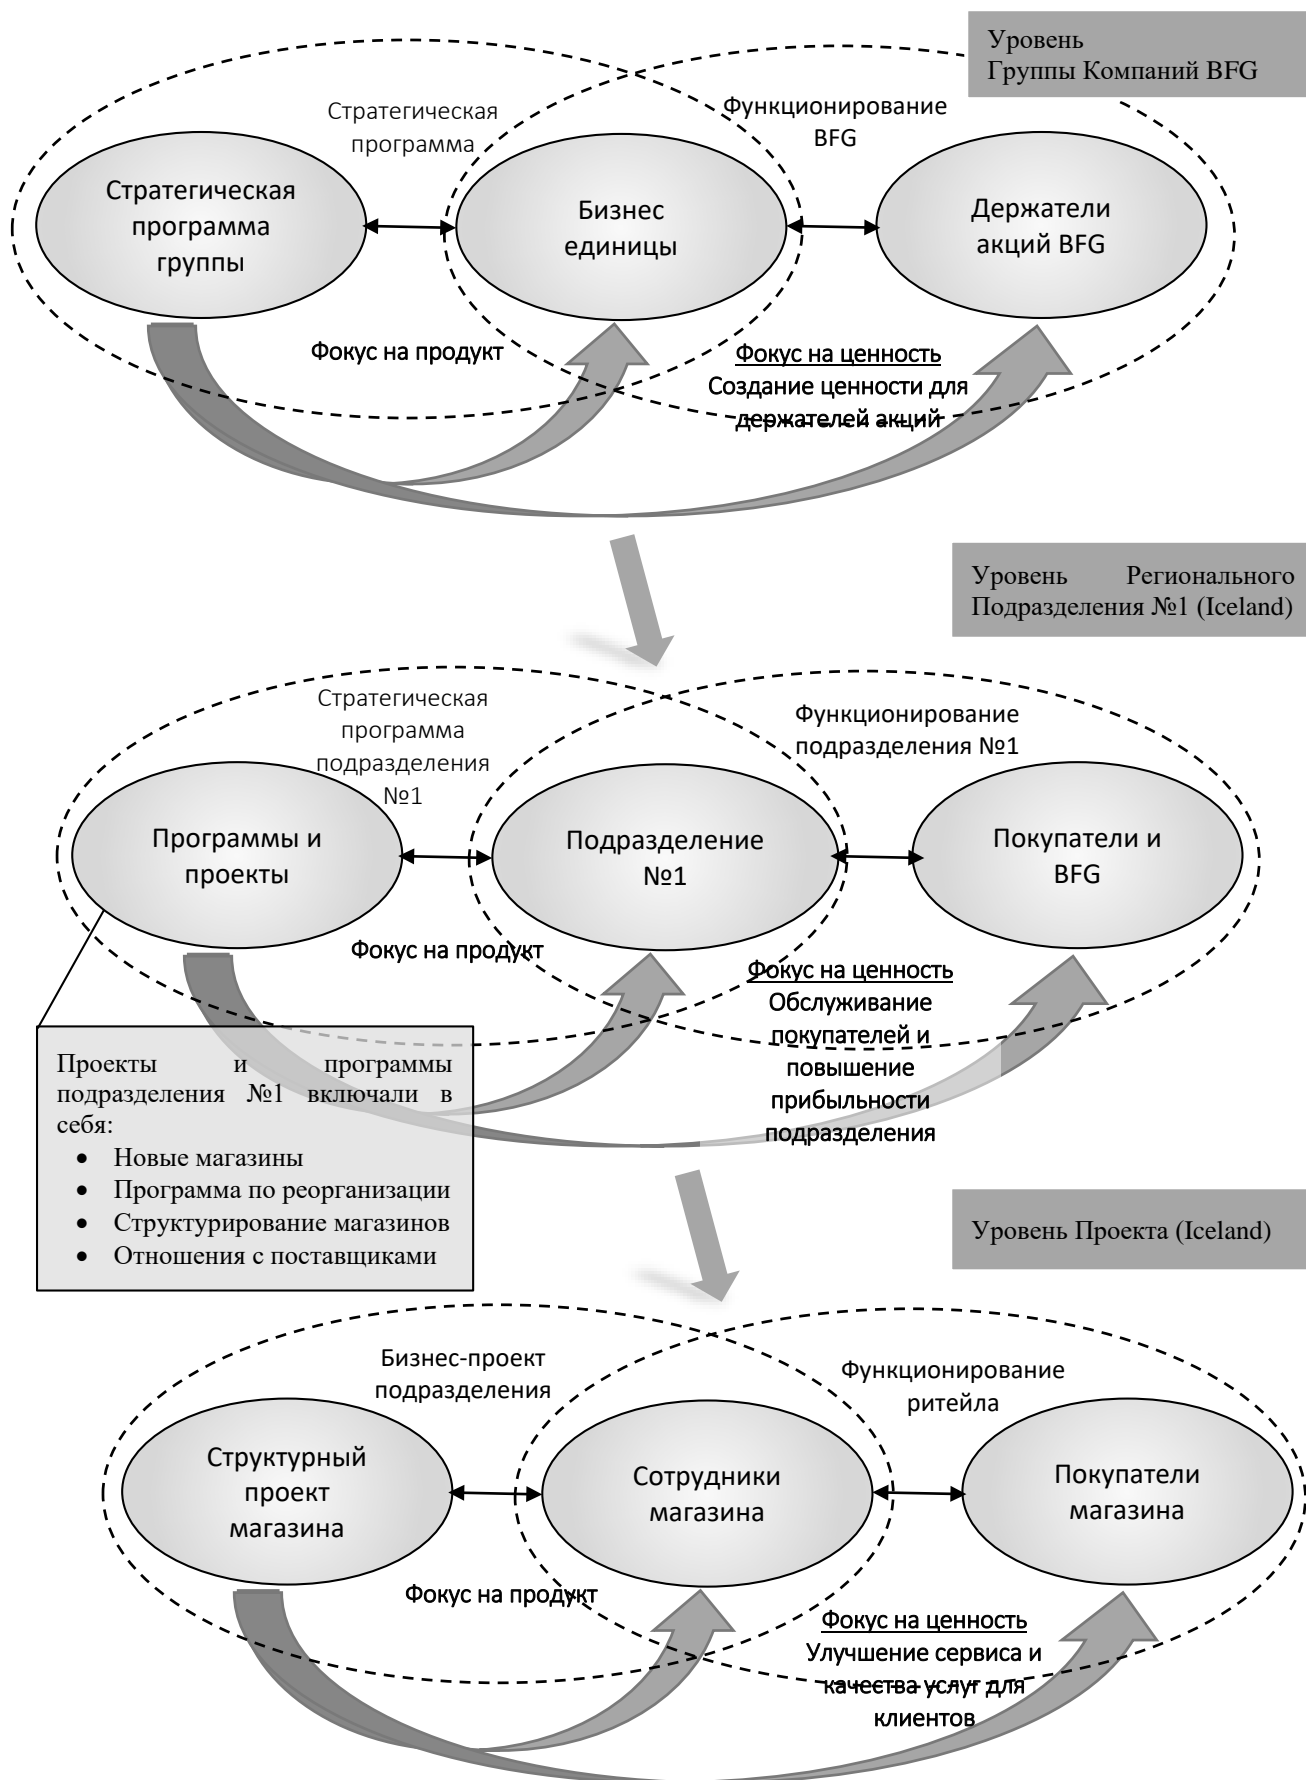 Уровень
Группы Компаний BFG
Стратегическая
программа
Функционирование
BFG
Стратегическая
программа
группы
Бизнес
единицы
Держатели
акций BFG
Фокус на продукт
Фокус на ценность
Создание ценности для
держателей акций
Уровень Регионального
Подразделения №1 (Iceland)
Стратегическая
программа
подразделения
№1
Функционирование
подразделения №1
Программы и
проекты
Подразделение
№1
Покупатели и
BFG
Фокус на продукт
Фокус на ценность
Обслуживание
покупателей и
повышение
прибыльности
подразделения
Проекты и программы
подразделения №1 включали в
себя:
• Новые магазины
• Программа по реорганизации
• Структурирование магазинов
• Отношения с поставщиками
Уровень Проекта (Iceland)
Бизнес-проект
подразделения
Функционирование
ритейла
Структурный
проект
магазина
Сотрудники
магазина
Покупатели
магазина
Фокус на продукт
Фокус на ценность
Улучшение сервиса и
качества услуг для
клиентов